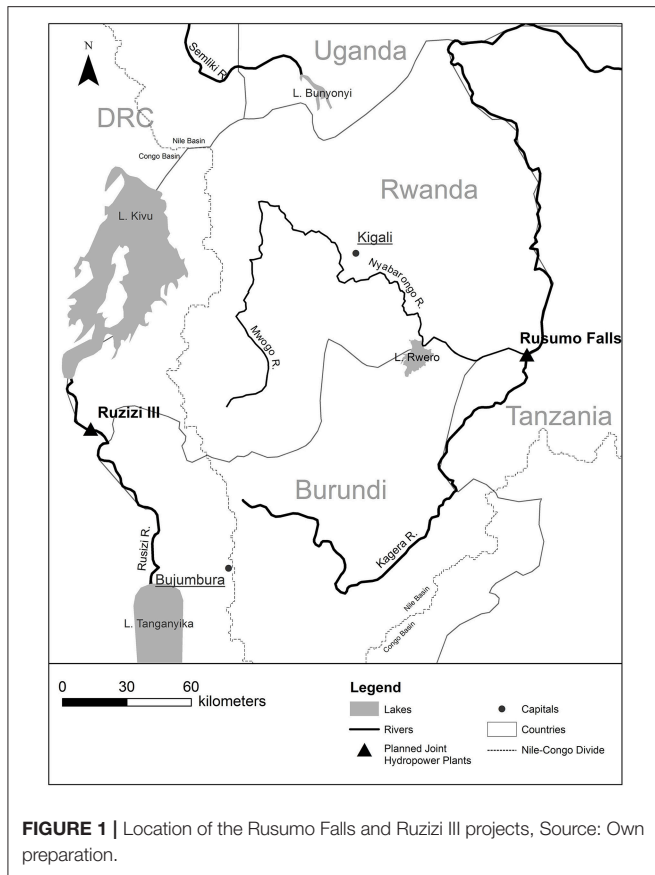 N
Semliki R.
Uganda
L. Bunyonyi
DRC
Nile Basin
Congo Basin
Rwanda
L. Kivu
Kigali
Nyabarongo R.
Mwogo R.
Rusumo Falls
L. Rwero
Ruzizi III
Tanzania
Burundi
Rusizi R.
Kagera R.
Bujumbura
Nile Basin
Congo Basin
L. Tanganyika
0 30 60
kilometers
Legend
Lakes
Capitals
Rivers
Countries
Planned Joint
Hydropower Plants
Nile-Congo Divide
FIGURE 1 | Location of the Rusumo Falls and Ruzizi III projects, Source: Own
preparation.